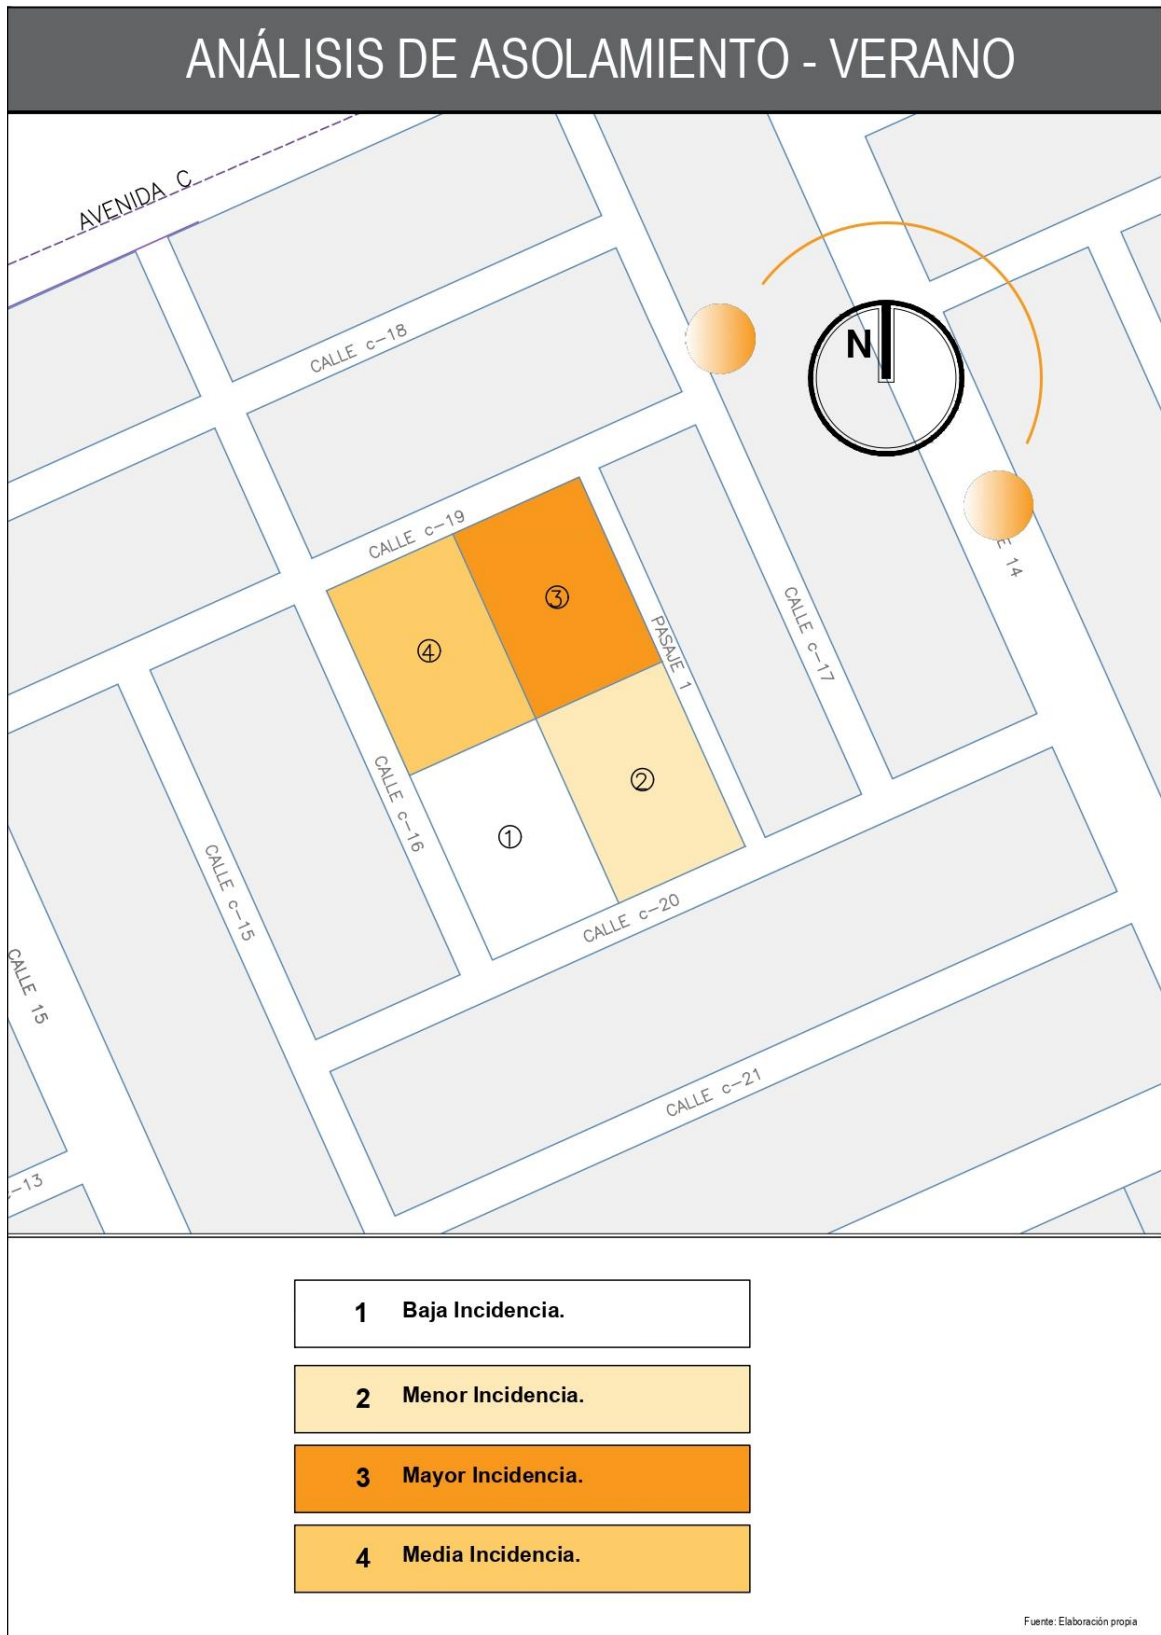 ANÁLISIS DE ASOLAMIENTO - VERANO
AVENIDA C
CALLE c-18
N
CALLE c-19
E 14
3
CALLE c-17
PASAJE 1
4
2
CALLE c-16
1
CALLE c-15
CALLE c-20
CALLE 15
CALLE c-21
-13
1 Baja Incidencia.
2 Menor Incidencia.
3 Mayor Incidencia.
4 Media Incidencia.
Fuente: Elaboración propia